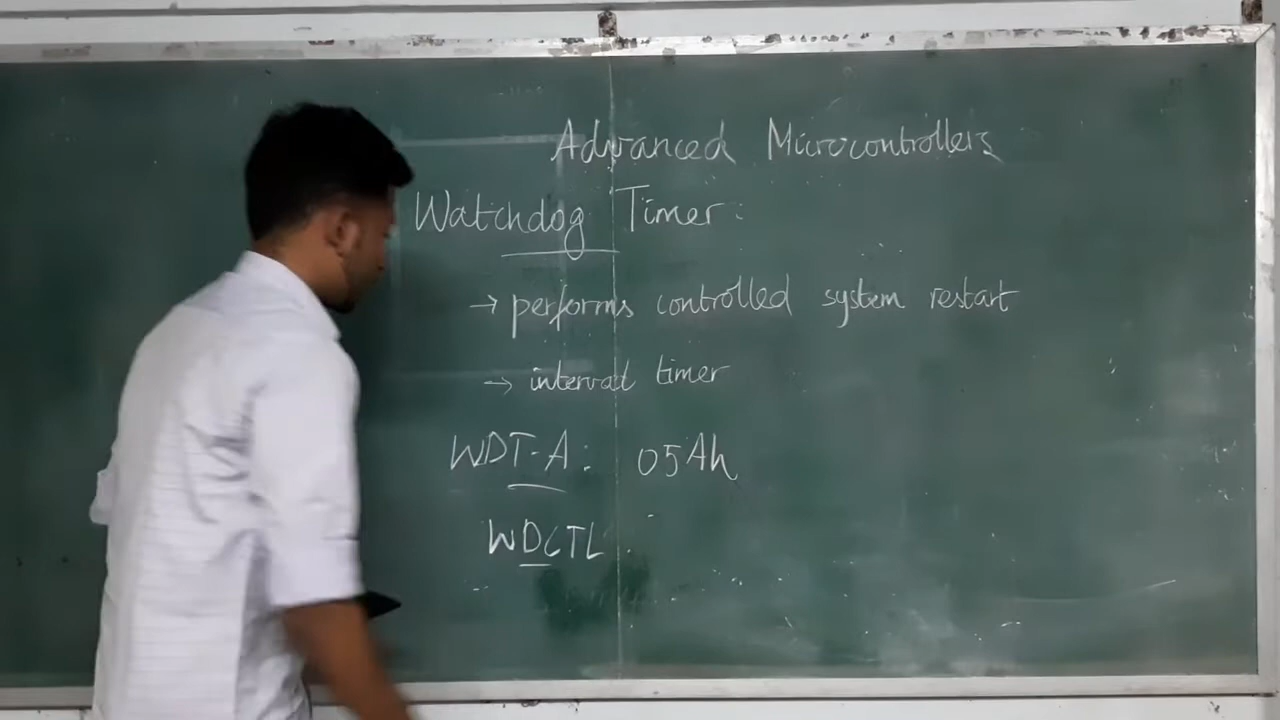 Advanced Microcontrollers
Watchdog Timer:
→ performs controlled system restart
→ interval timer
WDT-A: 05Ah
WDCTL